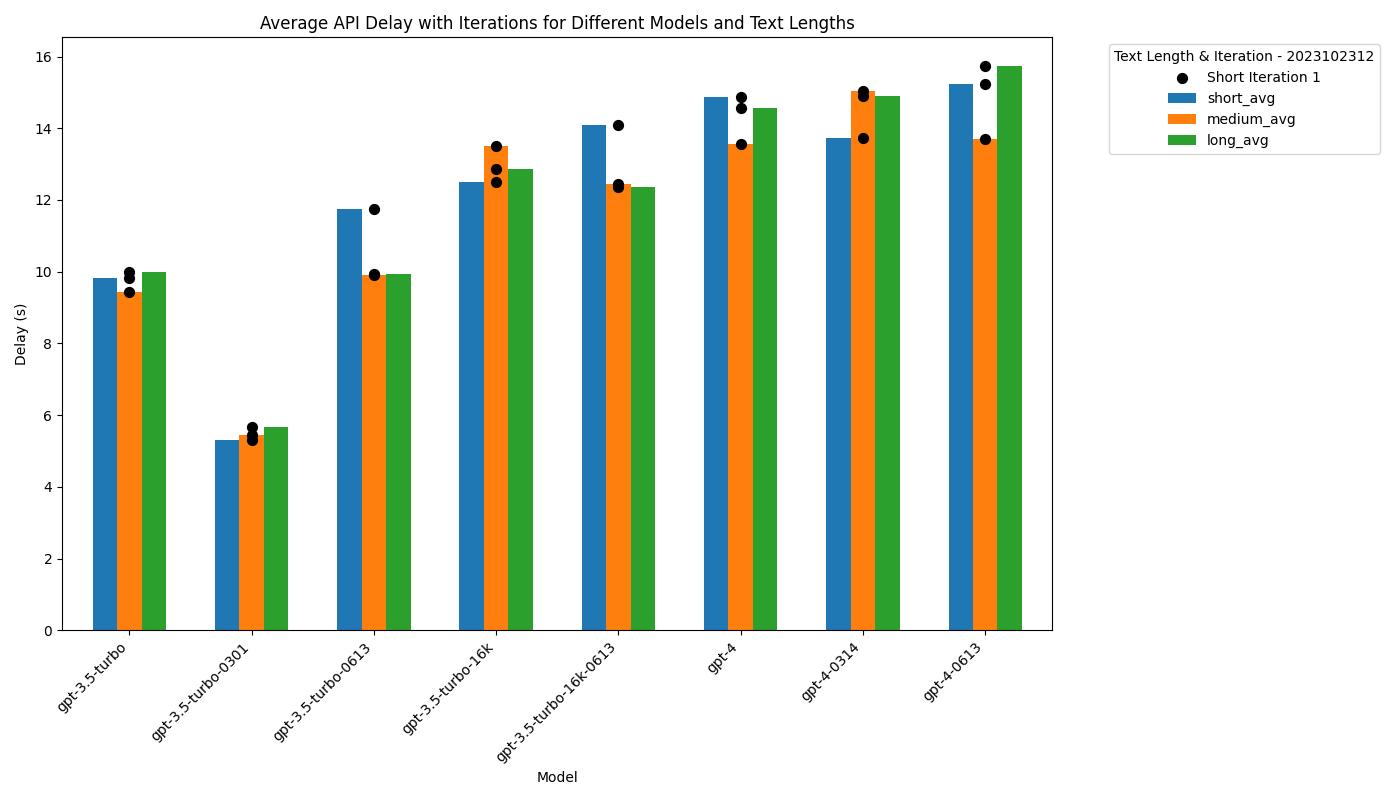 Average API Delay with Iterations for Different Models and Text Lengths
Text Length & Iteration - 2023102312
Short Iteration 1
short_avg
medium_avg
long_avg
Delay (s)
16
14
12
10
8
6
4
2
0
gpt-3.5-turbo
gpt-3.5-turbo-0301
gpt-3.5-turbo-0613
gpt-3.5-turbo-16k
gpt-3.5-turbo-16k-0613
gpt-4
gpt-4-0314
gpt-4-0613
Model